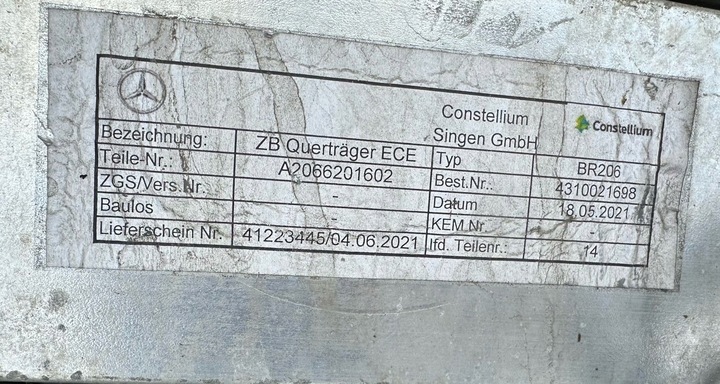 Constellium
Singen GmbH
Constellium
Bezeichnung: ZB Querträger ECE Typ BR206
Teile-Nr.: A2066201602 Best.Nr.: 4310021698
ZGS/Vers.Nr. - Datum 18.05.2021
Baulos - KEM Nr. -
Lieferschein Nr. 41223445/04.06.2021 lfd. Teilenr.: 14